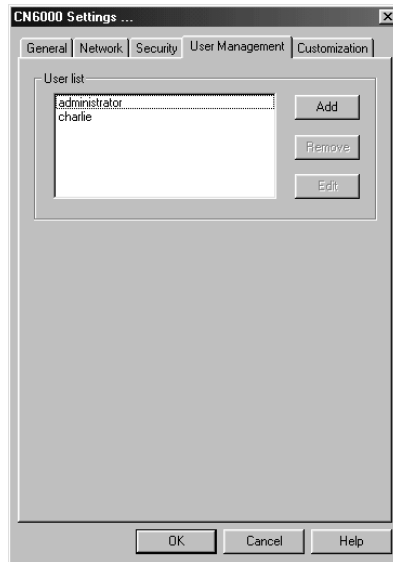 CN6000 Settings ...
General Network Security User Management Customization
User list
administrator
charlie
Add
Remove
Edit
OK Cancel Help